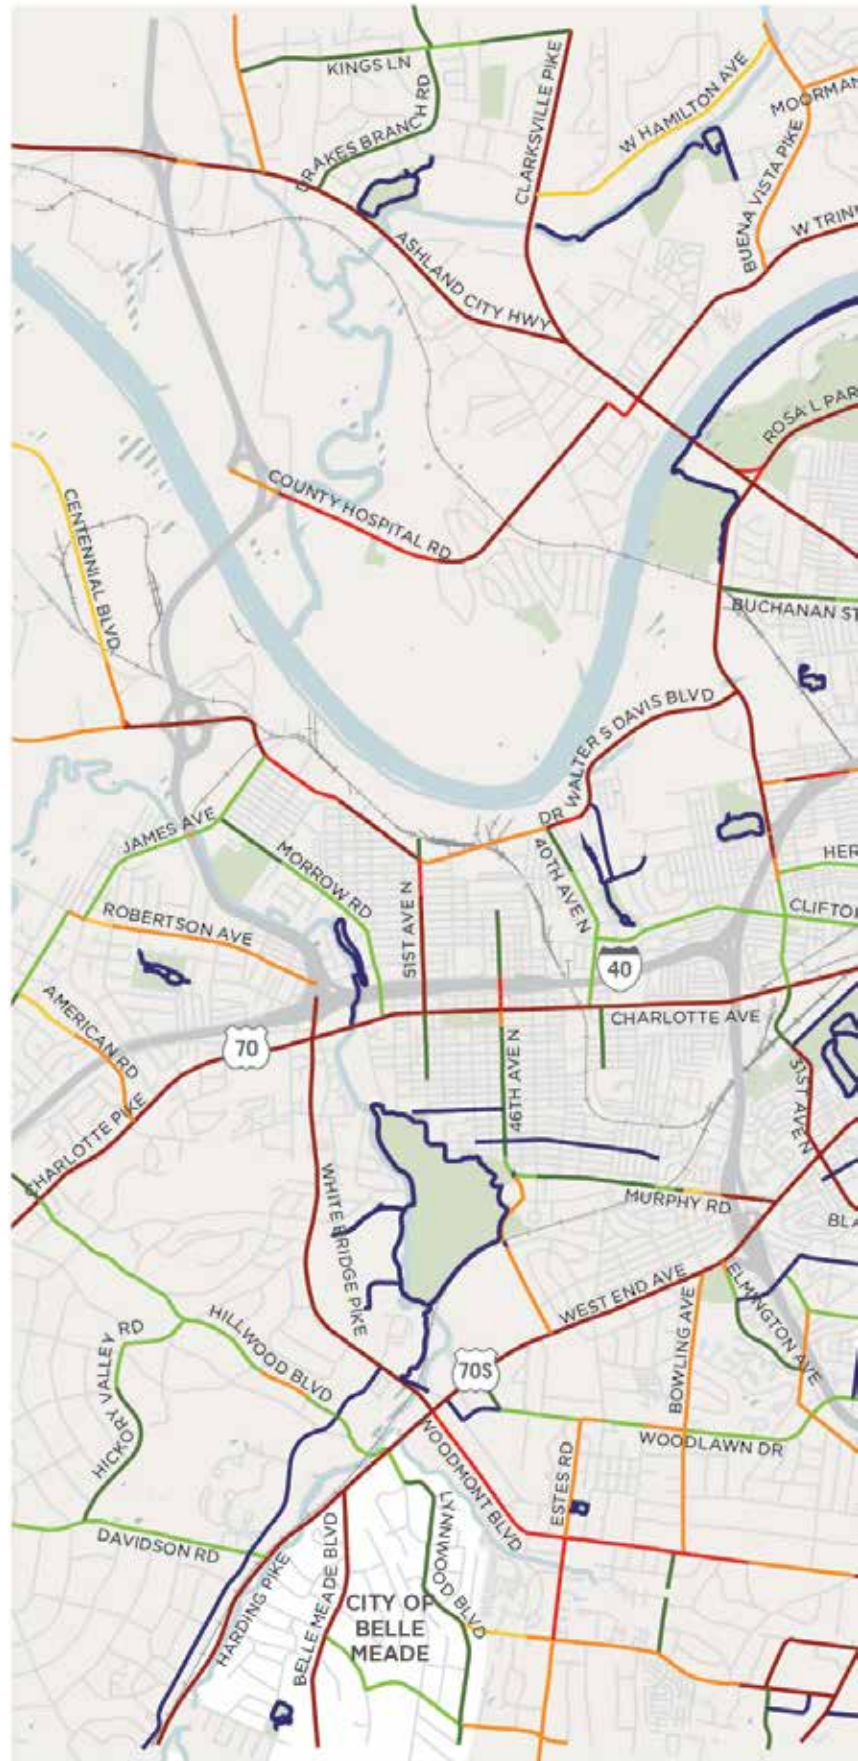 KINGS LN
DRAKES BRANCH RD
CLARKSVILLE PIKE
W HAMILTON AVE
MOORMAN
BUENA VISTA PIKE
W TRIN
ASHLAND CITY HWY
ROSA L PAR
COUNTY HOSPITAL RD
CENTENNIAL BLVD
BUCHANAN ST
WALTER S DAVIS BLVD
DR
JAMES AVE
MORROW RD
40TH AVE N
HER
ROBERTSON AVE
51ST AVE N
CLIFTO
40
AMERICAN RD
70
CHARLOTTE AVE
46TH AVE N
31ST AVE N
CHARLOTTE PIKE
WHITE BRIDGE PIKE
MURPHY RD
BLA
HILLWOOD BLVD
WEST END AVE
BOWLING AVE
ELMINGTON AVE
HICKORY VALLEY RD
70S
WOODMONT BLVD
WOODLAWN DR
ESTES RD
DAVIDSON RD
LYNNWOOD BLVD
HARDING PIKE
BELLE MEADE BLVD
CITY OF
BELLE
MEADE